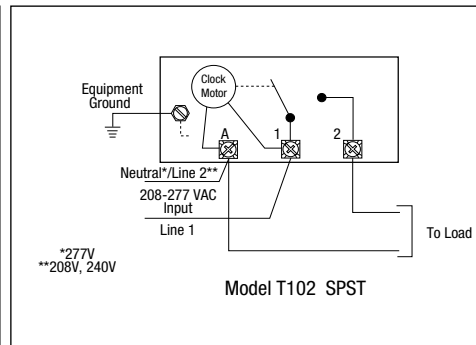 Equipment
Ground
Clock
Motor
A
1
2
Neutral*/Line 2**
208-277 VAC
Input
Line 1
To Load
*277V
**208V, 240V
Model T102 SPST